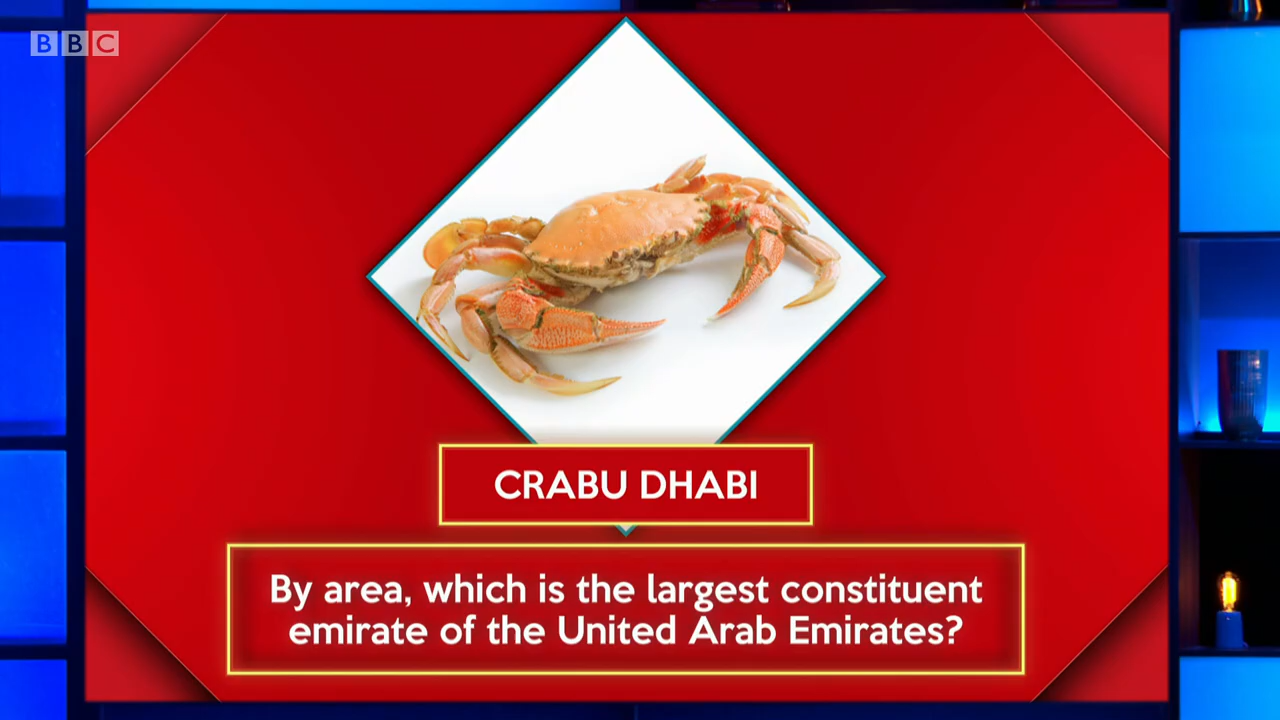 BBC
CRABU DHABI
By area, which is the largest constituent
emirate of the United Arab Emirates?